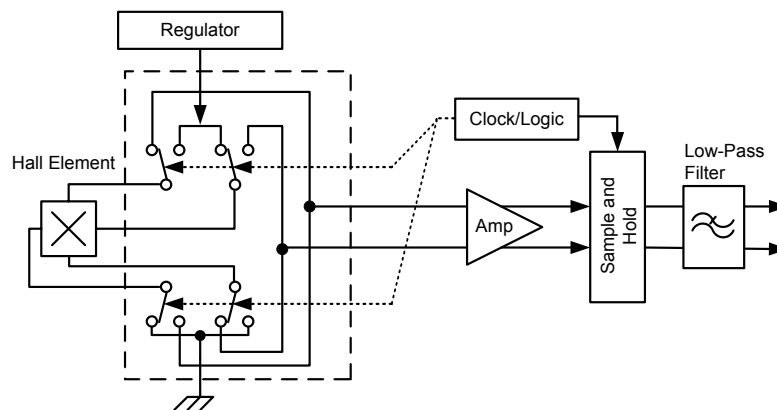 Regulator
Clock/Logic
Hall Element
Low-Pass
Filter
Amp
Sample and
Hold